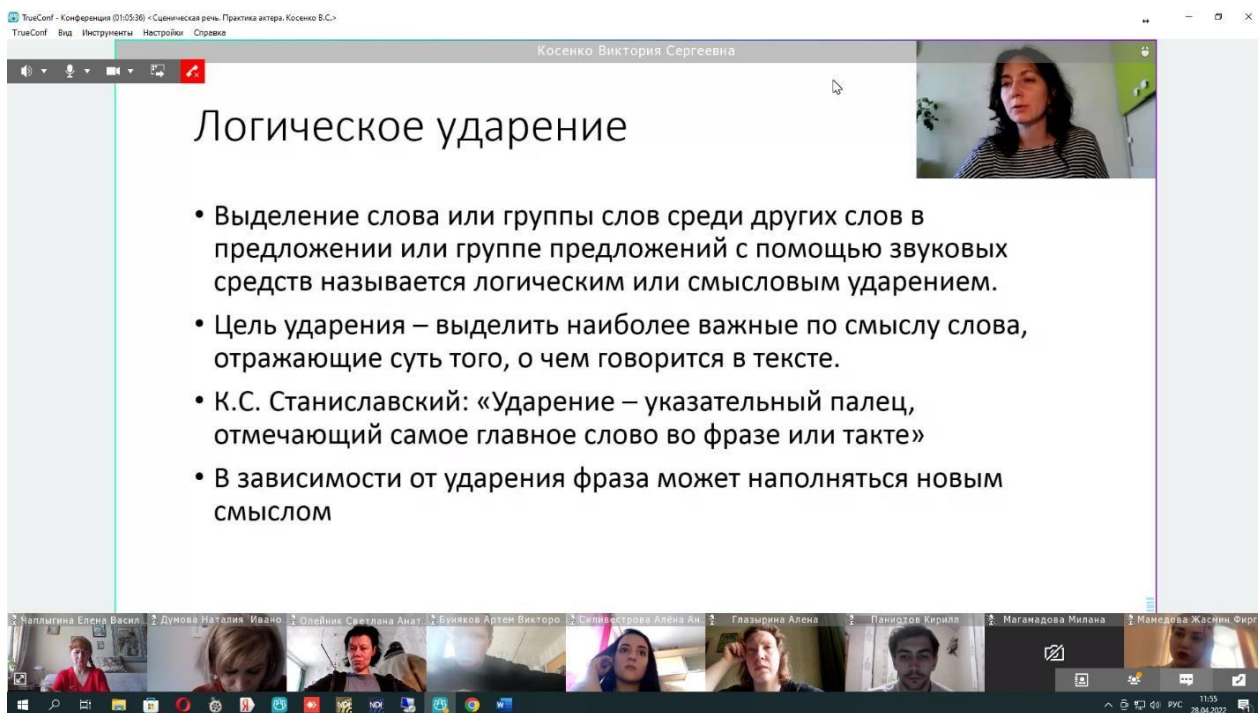 TrueConf - Конференция (01:05:36) <Сценическая речь. Практика актера. Косенко В.С.>
TrueConf Вид Инструменты Настройки Справка
Косенко Виктория Сергеевна
Логическое ударение
• Выделение слова или группы слов среди других слов в
предложении или группе предложений с помощью звуковых
средств называется логическим или смысловым ударением.
• Цель ударения – выделить наиболее важные по смыслу слова,
отражающие суть того, о чем говорится в тексте.
• К.С. Станиславский: «Ударение – указательный палец,
отмечающий самое главное слово во фразе или такте»
• В зависимости от ударения фраза может наполняться новым
смыслом
Чаплыгина Елена Васил Думова Наталия Ивано Олейник Светлана Анат Буняков Артем Викторо Силивестрова Алёна Ан Глазырина Алена Панистов Кирилл Магамадова Милана Мамедова Жасмин Фирг
РУС
11:55
28.04.2022